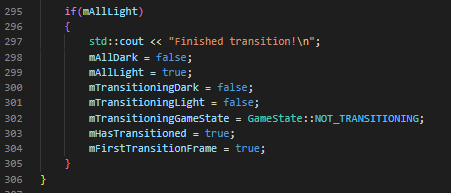 295 if(mAllLight)
296 {
297 std::cout << "Finished transition!\n";
298 mAllDark = false;
299 mAllLight = true;
300 mTransitioningDark = false;
301 mTransitioningLight = false;
302 mTransitioningGameState = GameState::NOT_TRANSITIONING;
303 mHasTransitioned = true;
304 mFirstTransitionFrame = true;
305 }
306 }